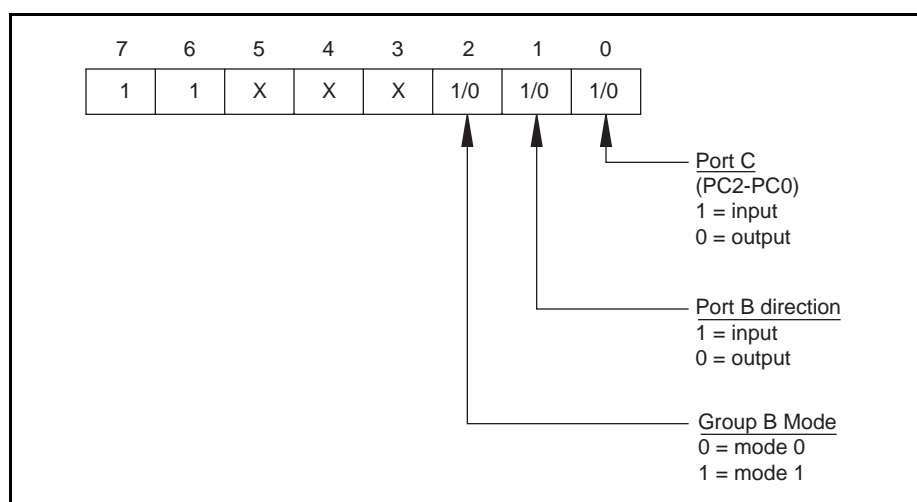 7 6 5 4 3 2 1 0
1 1 X X X 1/0 1/0 1/0
Port C
(PC2-PC0)
1 = input
0 = output
Port B direction
1 = input
0 = output
Group B Mode
0 = mode 0
1 = mode 1